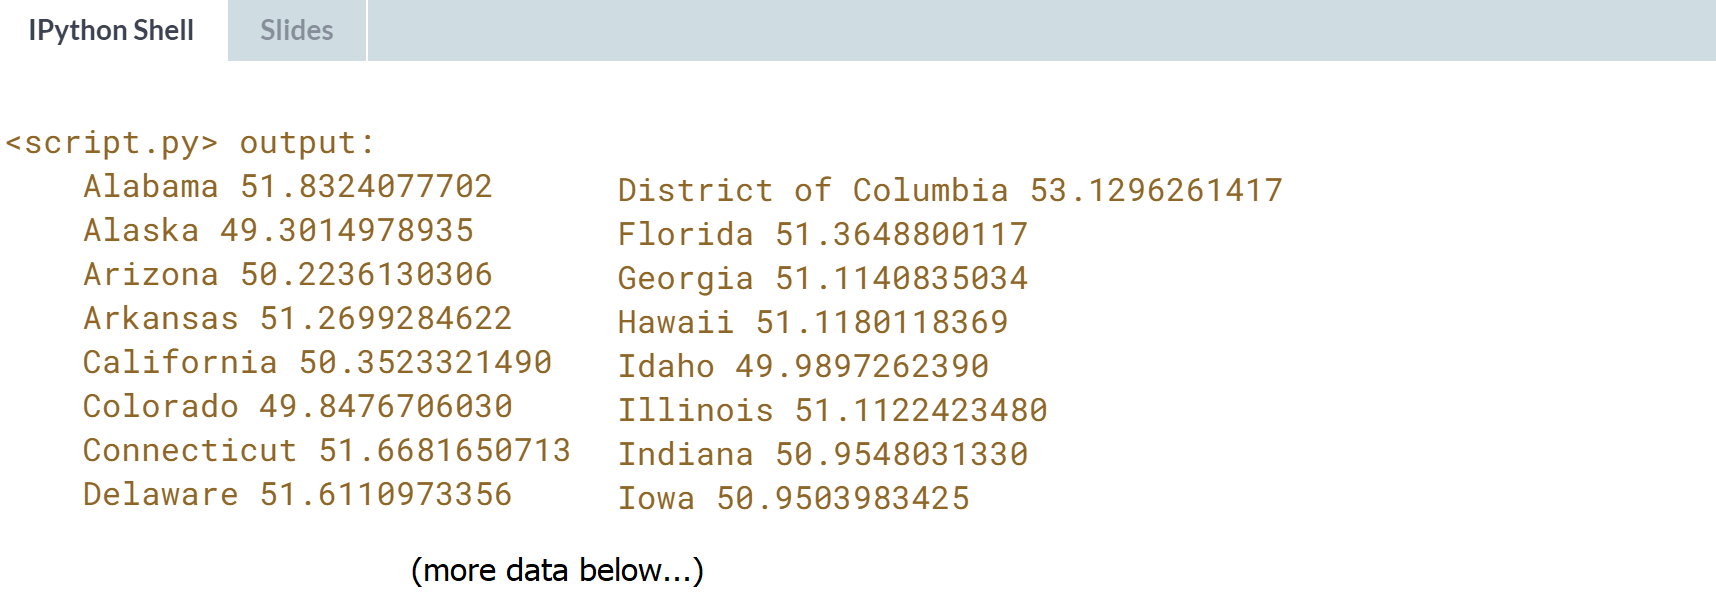 IPython Shell
Slides
<script.py> output:
Alabama 51.8324077702
Alaska 49.3014978935
Arizona 50.2236130306
Arkansas 51.2699284622
California 50.3523321490
Colorado 49.8476706030
Connecticut 51.6681650713
Delaware 51.6110973356
District of Columbia 53.1296261417
Florida 51.3648800117
Georgia 51.1140835034
Hawaii 51.1180118369
Idaho 49.9897262390
Illinois 51.1122423480
Indiana 50.9548031330
Iowa 50.9503983425
(more data below...)